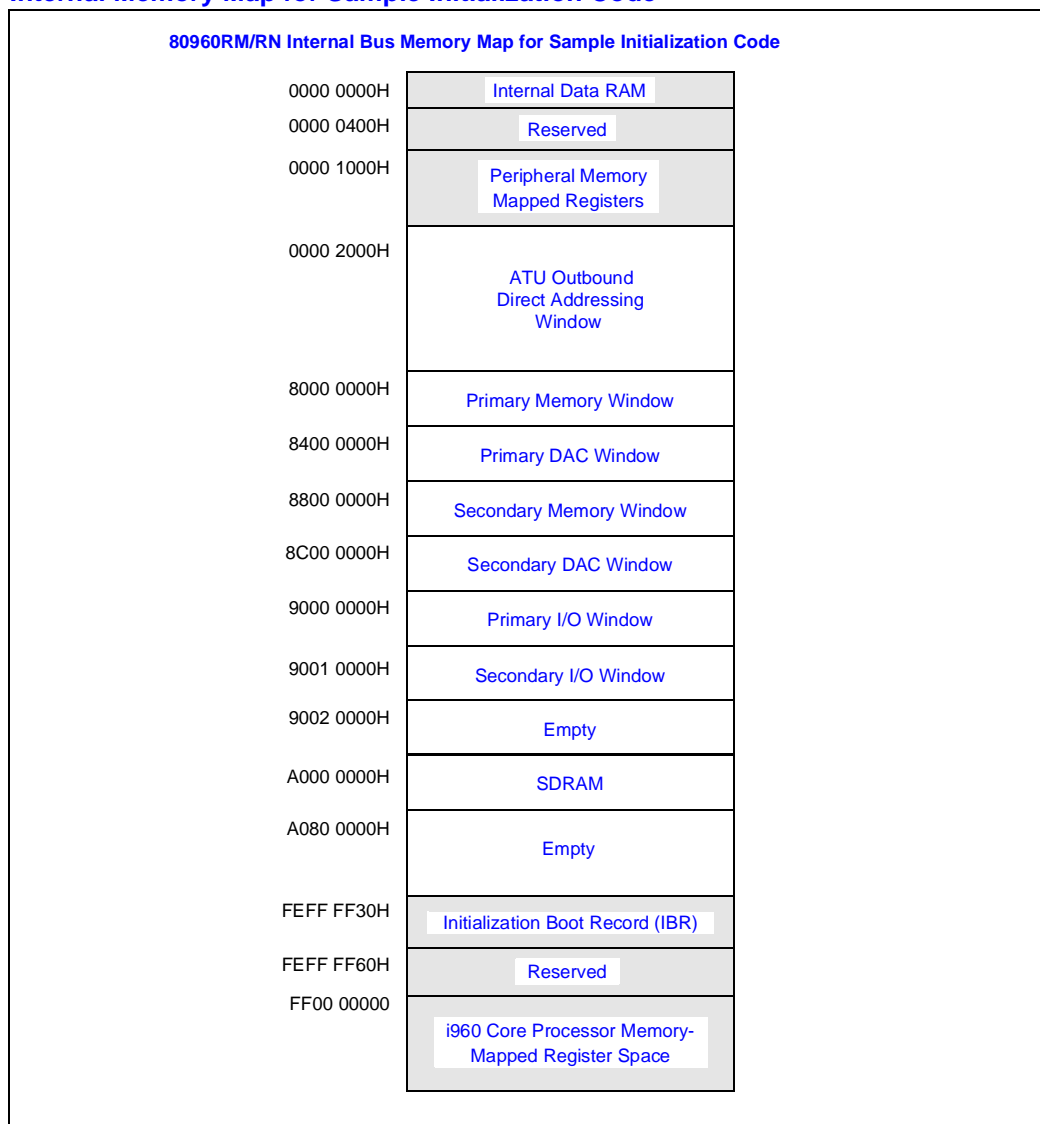 Internal Memory Map for Sample Initialization Code
80960RM/RN Internal Bus Memory Map for Sample Initialization Code
0000 0000H
Internal Data RAM
0000 0400H
Reserved
0000 1000H
Peripheral Memory
Mapped Registers
0000 2000H
ATU Outbound
Direct Addressing
Window
8000 0000H
Primary Memory Window
8400 0000H
Primary DAC Window
8800 0000H
Secondary Memory Window
8C00 0000H
Secondary DAC Window
9000 0000H
Primary I/O Window
9001 0000H
Secondary I/O Window
9002 0000H
Empty
A000 0000H
SDRAM
A080 0000H
Empty
FEFF FF30H
Initialization Boot Record (IBR)
FEFF FF60H
Reserved
FF00 00000
i960 Core Processor Memory-
Mapped Register Space